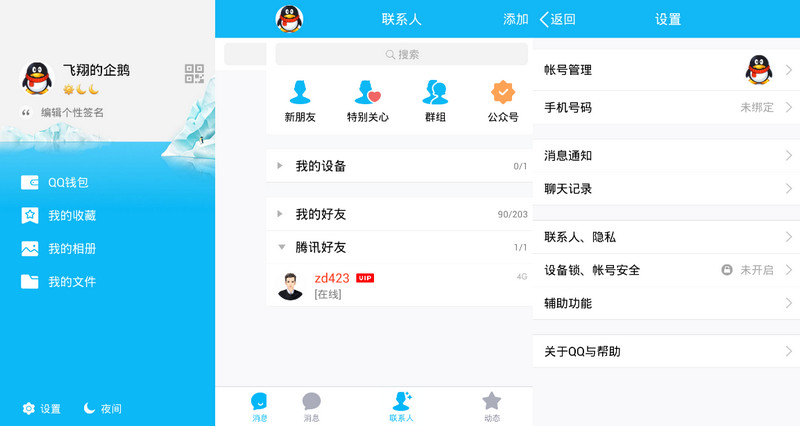 飞翔的企鹅
编辑个性签名
QQ钱包
我的收藏
我的相册
我的文件
设置
夜间
联系人
添加
搜索
新朋友
特别关心
群组
公众号
我的设备
0/1
我的好友
90/203
腾讯好友
1/1
zd423
VIP
4G
[在线]
消息
消息
联系人
动态
返回
设置
帐号管理
手机号码
未绑定
消息通知
聊天记录
联系人、隐私
设备锁、帐号安全
未开启
辅助功能
关于QQ与帮助